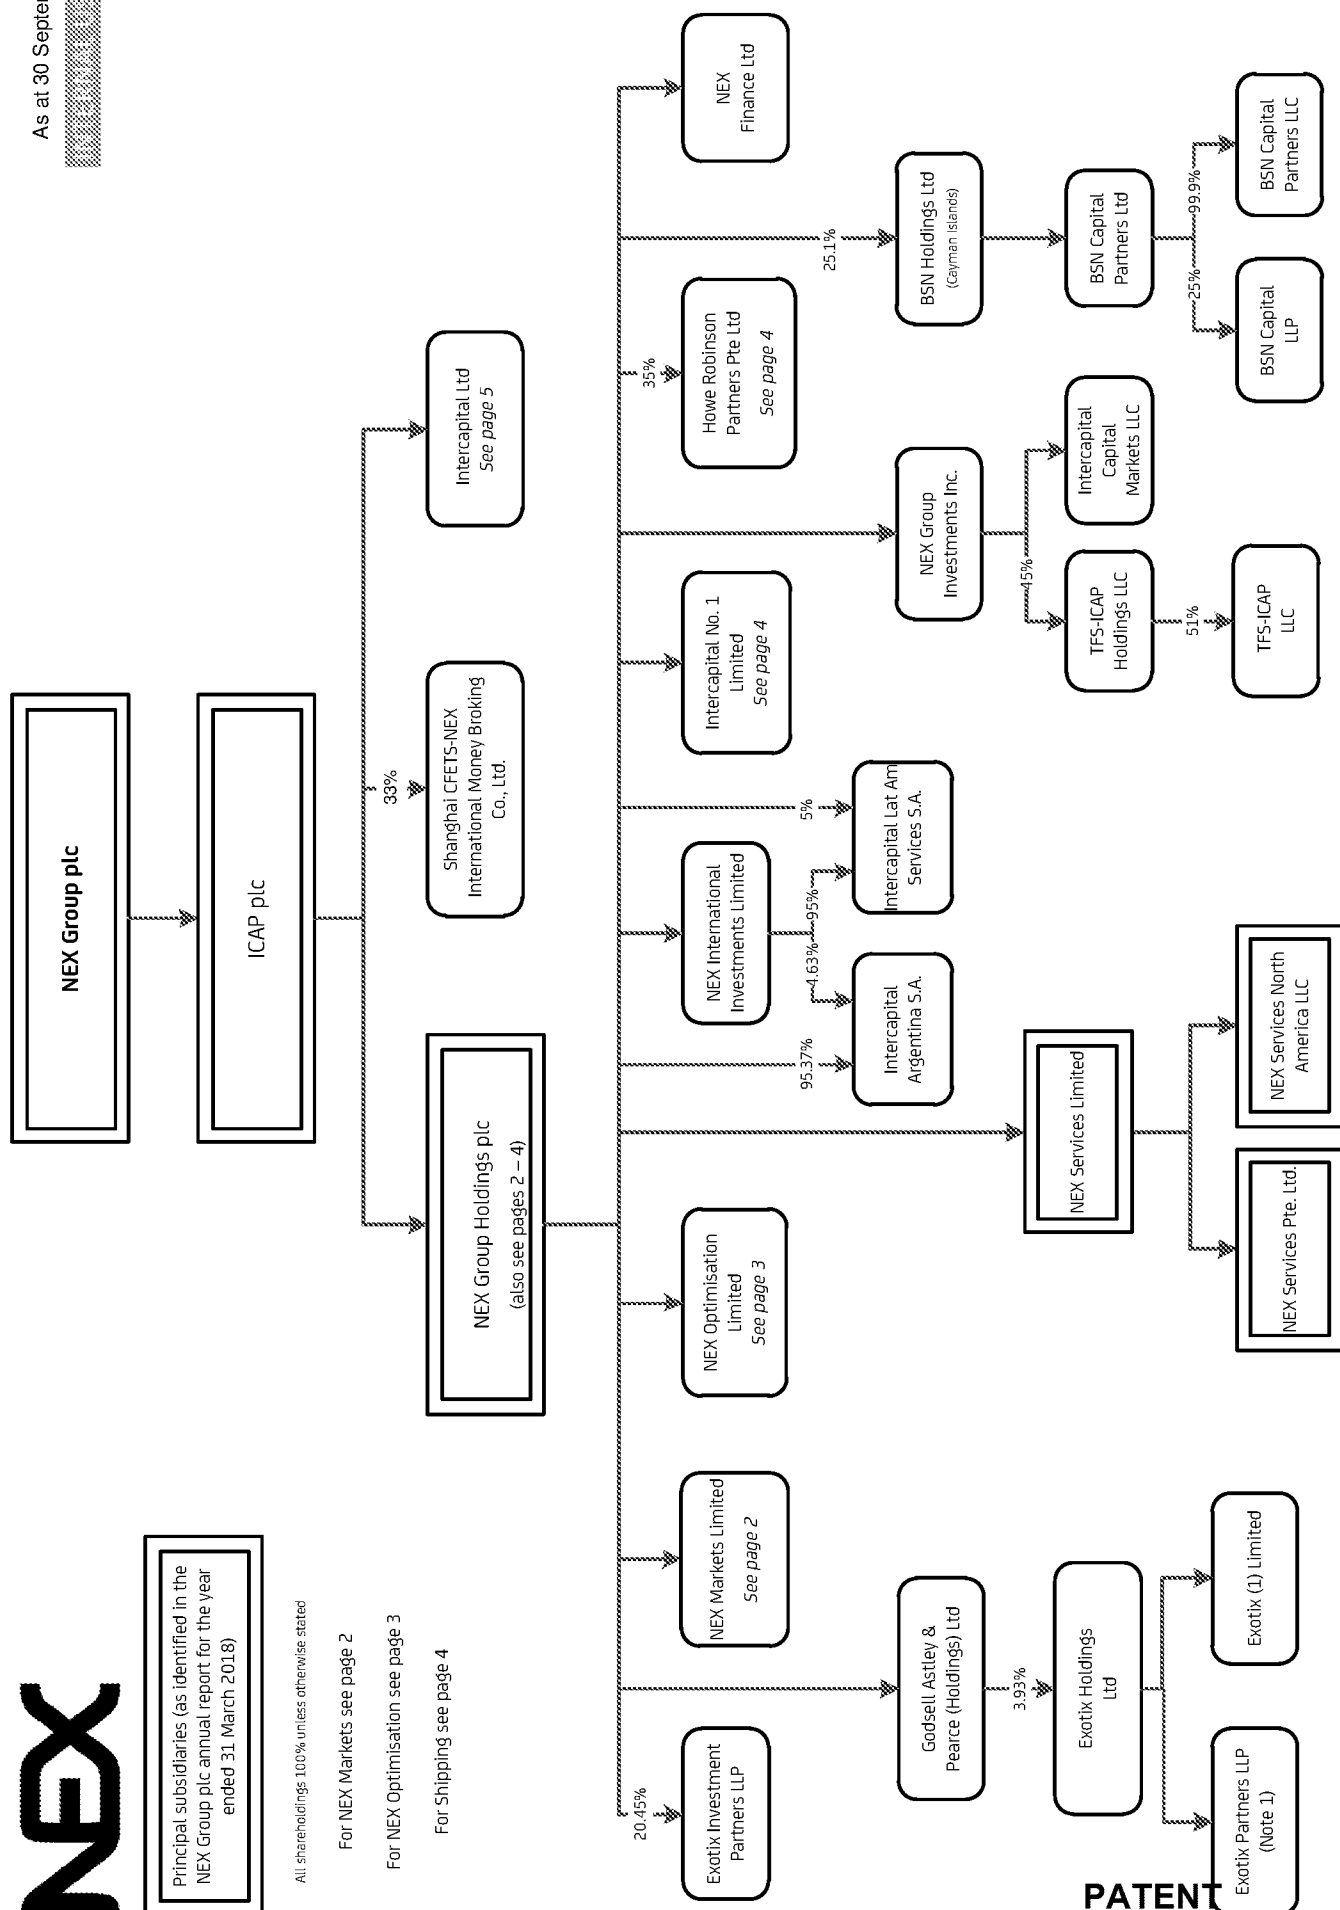 NEX
As at 30 Septe
Principal subsidiaries (as identified in the
NEX Group plc annual report for the year
ended 31 March 2018)
All shareholdings 100% unless otherwise stated
For NEX Markets see page 2
For NEX Optimisation see page 3
For Shipping see page 4
NEX Group plc
ICAP plc
33%
NEX Group Holdings plc
(also see pages 2 – 4)
Shanghai CFETS-NEX
International Money Broking
Co., Ltd.
Intercapital Ltd
See page 5
20.45%
35%
Exotix Investment
Partners LLP
NEX Markets Limited
See page 2
NEX Optimisation
Limited
See page 3
NEX International
Investments Limited
Intercapital No. 1
Limited
See page 4
Howe Robinson
Partners Pte Ltd
See page 4
NEX
Finance Ltd
95.37%
4.63%
95%
5%
25.1%
Intercapital
Argentina S.A.
Intercapital Lat Am
Services S.A.
Godsell Astley &
Pearce (Holdings) Ltd
NEX Group
Investments Inc.
BSN Holdings Ltd
(Cayman Islands)
3.93%
45%
Exotix Holdings
Ltd
NEX Services Limited
TFS-ICAP
Holdings LLC
Intercapital
Capital
Markets LLC
BSN Capital
Partners Ltd
51%
25%
99.9%
Exotix Partners LLP
(Note 1)
Exotix (1) Limited
NEX Services Pte. Ltd.
NEX Services North
America LLC
TFS-ICAP
LLC
BSN Capital
LLP
BSN Capital
Partners LLC
PATENT